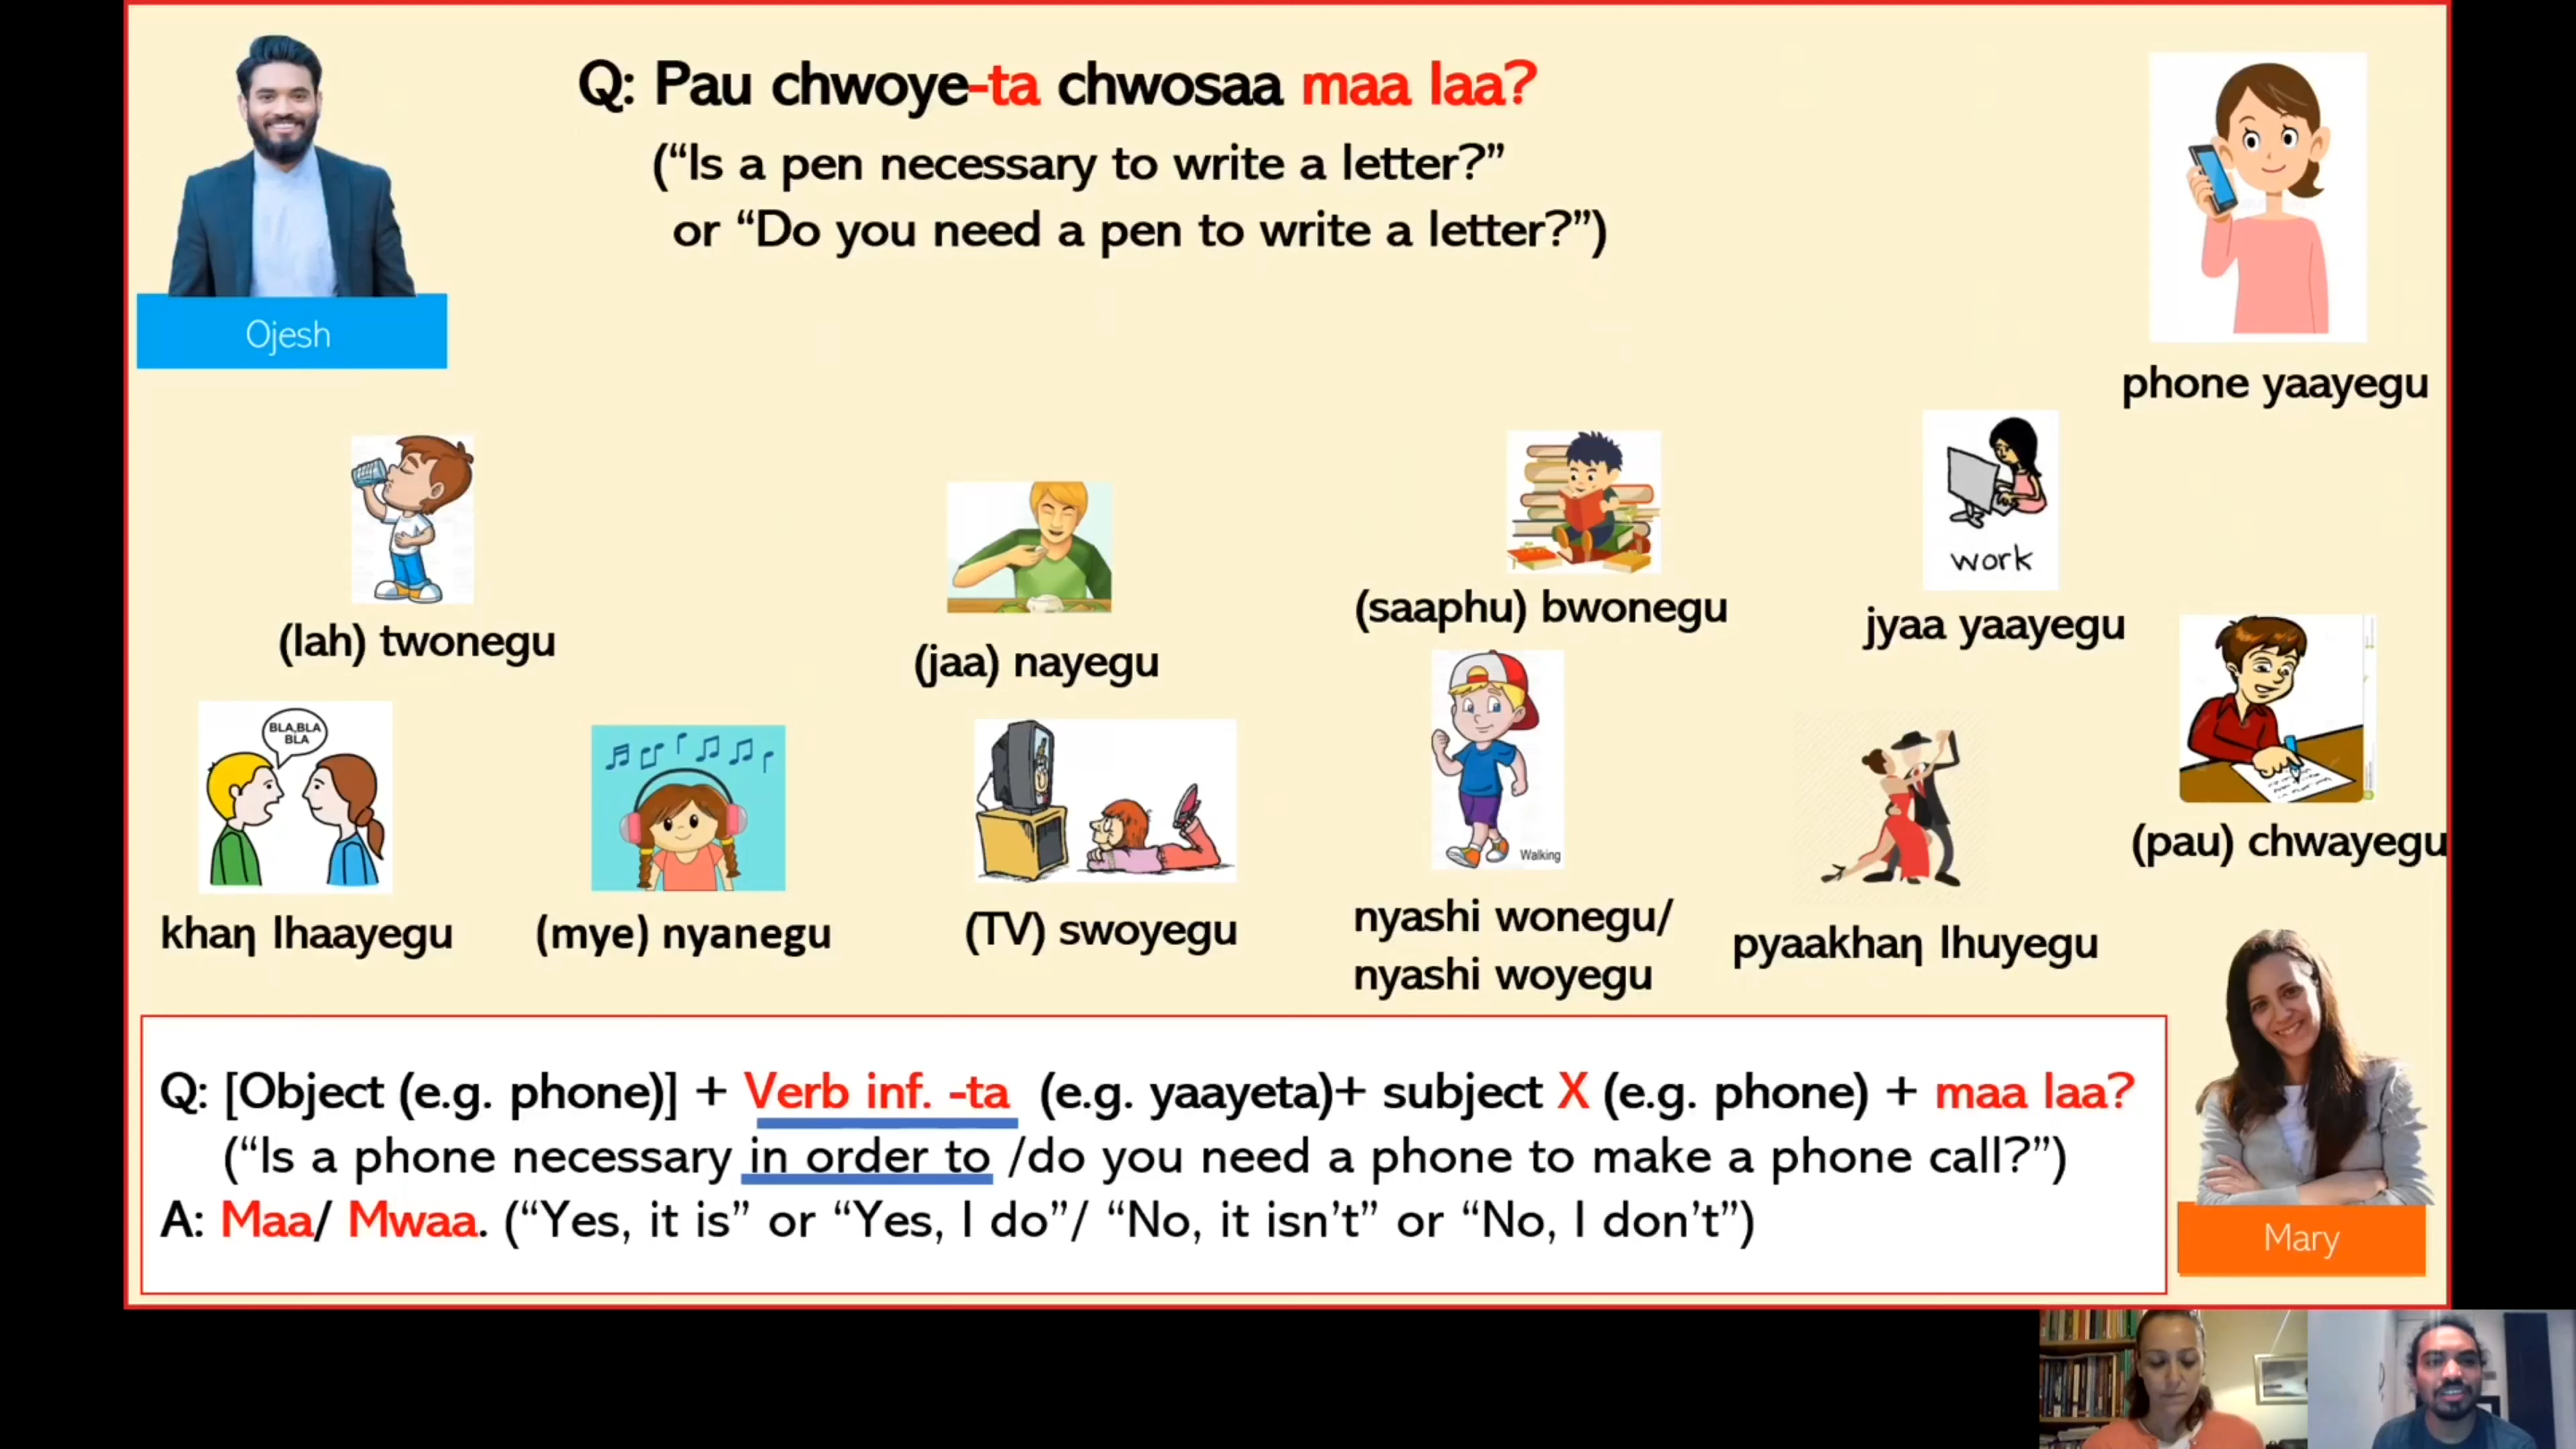 Q: Pau chwoye-ta chwosaa maa laa?
(“Is a pen necessary to write a letter?”
or “Do you need a pen to write a letter?”)
Ojesh
phone yaayegu
work
(lah) twonegu
(jaa) nayegu
(saaphu) bwonegu
jyaa yaayegu
BLA,BLA
BLA
Walking
(pau) chwayegu
khaƞ lhaayegu
(mye) nyanegu
(TV) swoyegu
nyashi wonegu/
nyashi woyegu
pyaakhaƞ lhuyegu
Q: [Object (e.g. phone)] + Verb inf. -ta (e.g. yaayeta)+ subject X (e.g. phone) + maa laa?
(“Is a phone necessary in order to /do you need a phone to make a phone call?”)
A: Maa/ Mwaa. (“Yes, it is” or “Yes, I do”/ “No, it isn’t” or “No, I don’t”)
Mary